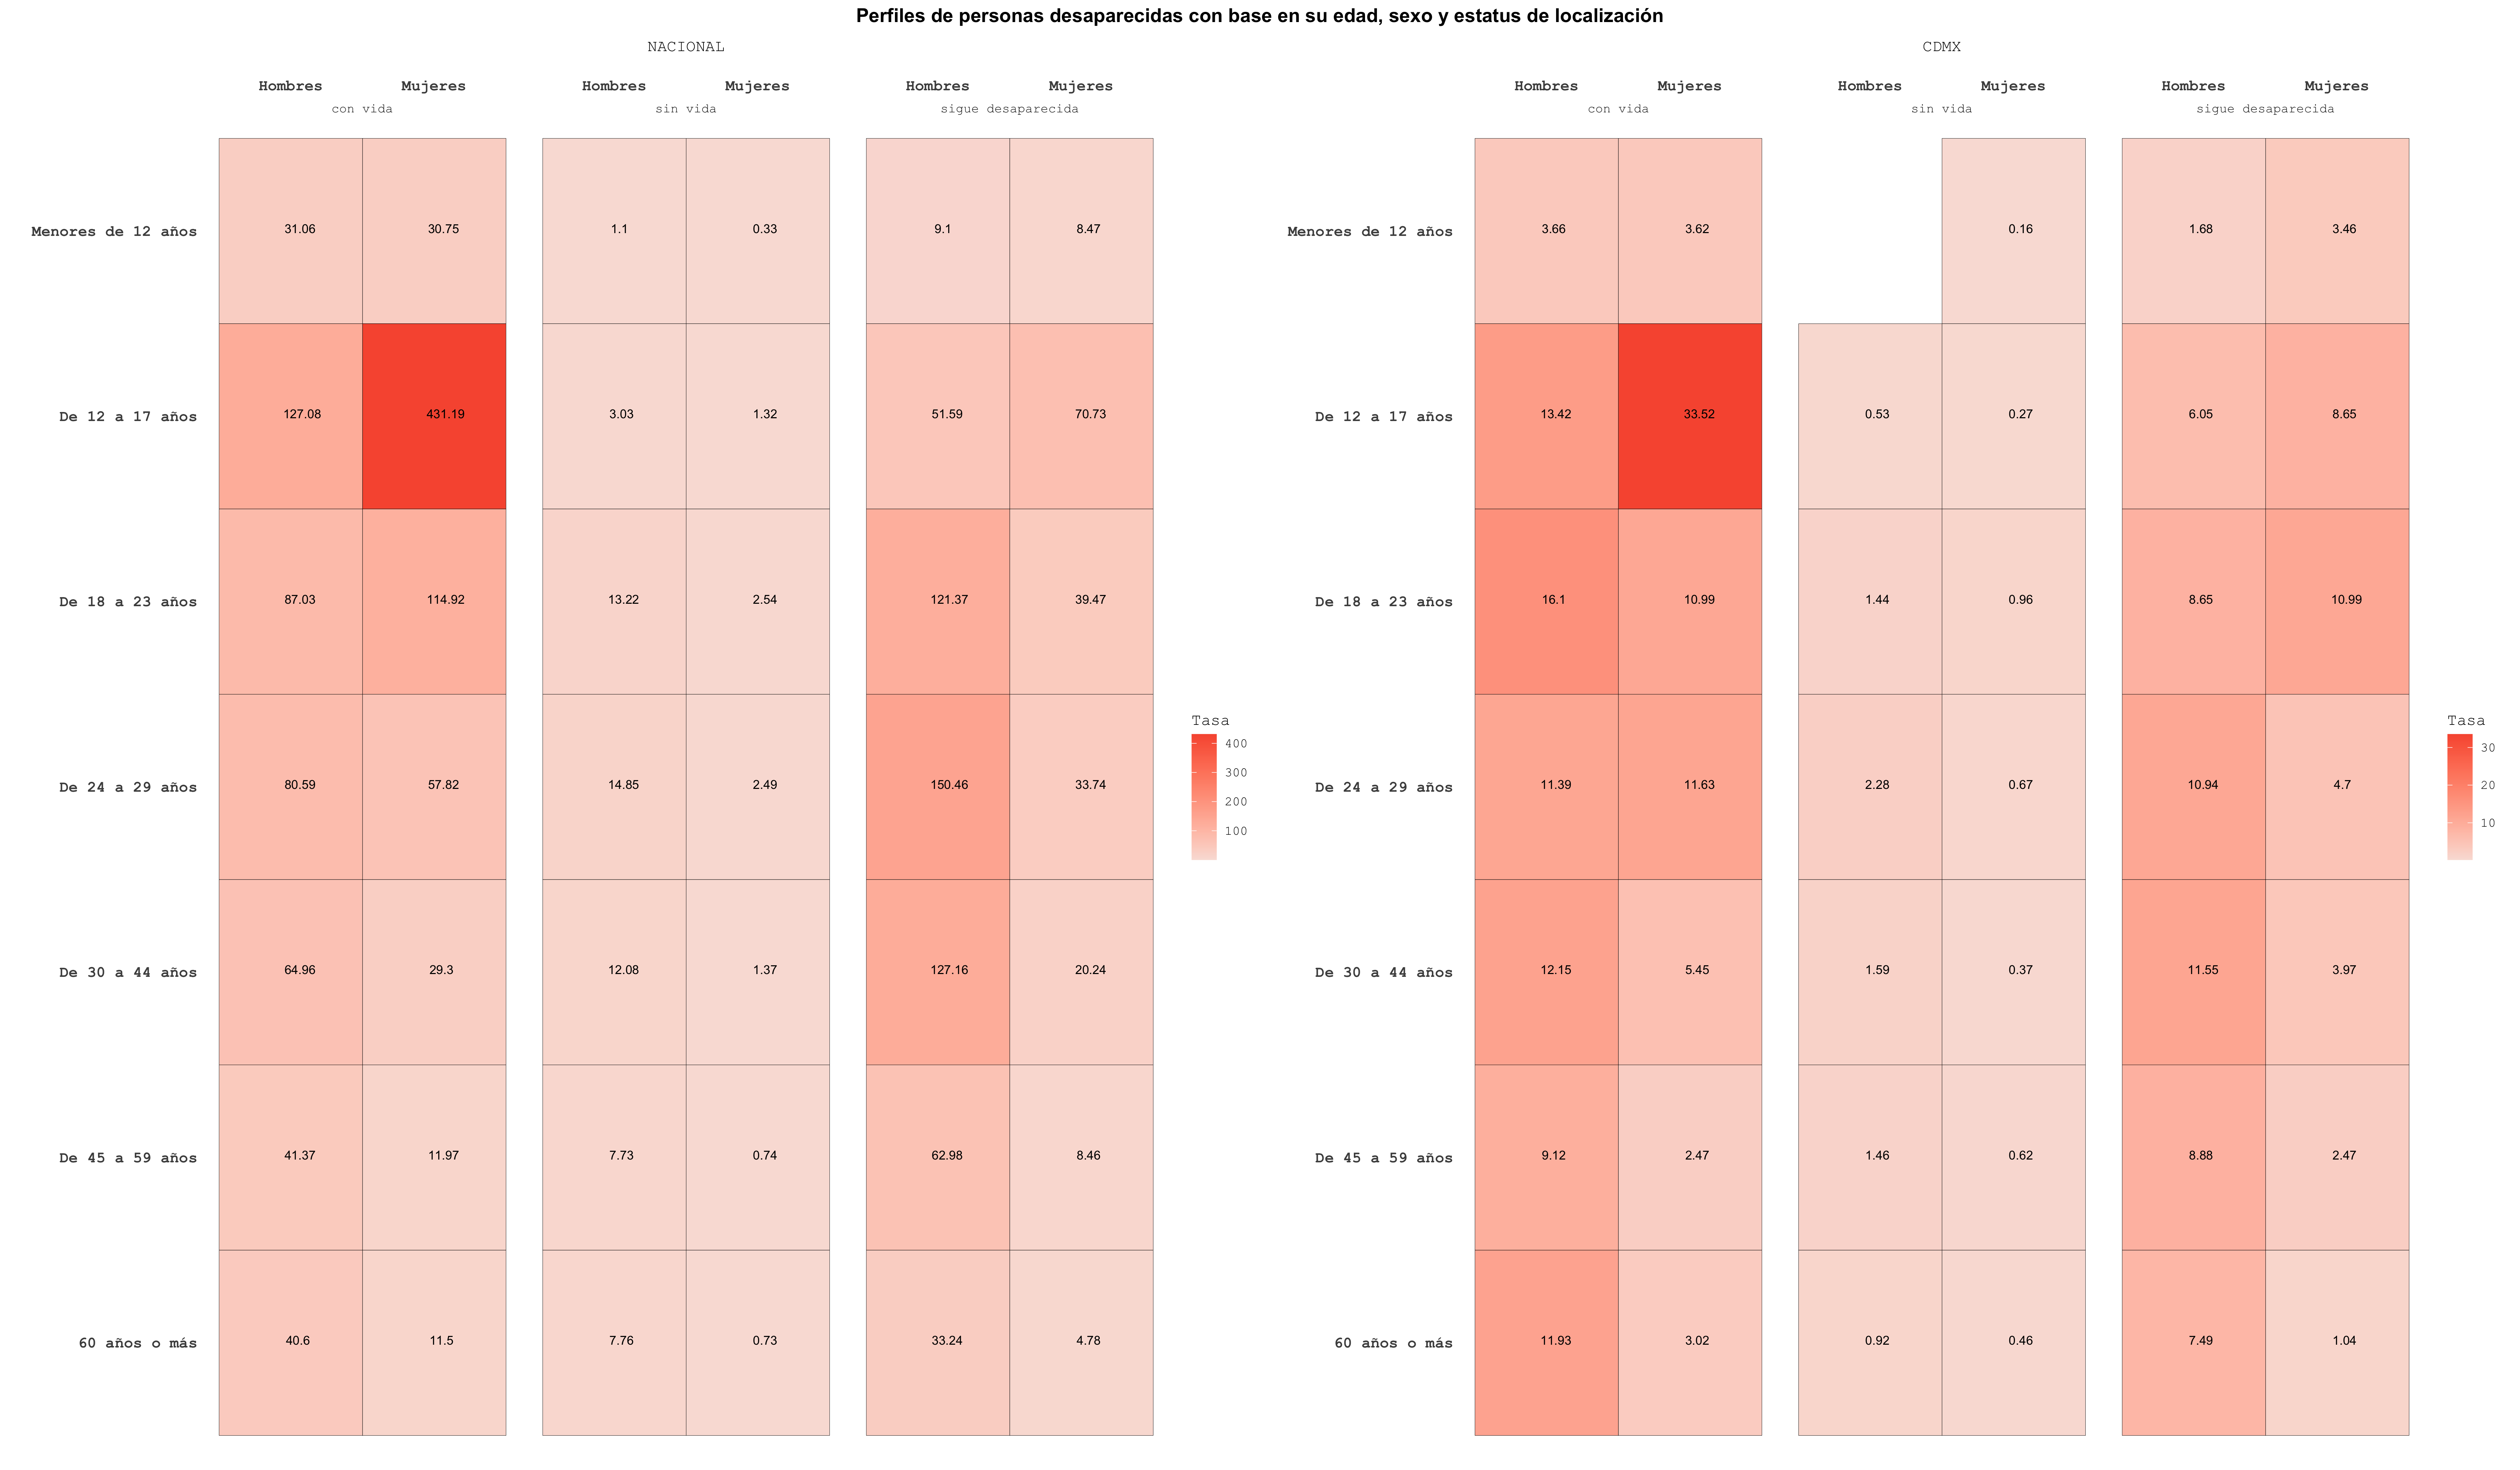 Perfiles de personas desaparecidas con base en su edad, sexo y estatus de localización
NACIONAL
Hombres Mujeres Hombres Mujeres Hombres Mujeres
con vida sin vida sigue desaparecida
Menores de 12 años 31.06 30.75 1.1 0.33 9.1 8.47
De 12 a 17 años 127.08 431.19 3.03 1.32 51.59 70.73
De 18 a 23 años 87.03 114.92 13.22 2.54 121.37 39.47
De 24 a 29 años 80.59 57.82 14.85 2.49 150.46 33.74
De 30 a 44 años 64.96 29.3 12.08 1.37 127.16 20.24
De 45 a 59 años 41.37 11.97 7.73 0.74 62.98 8.46
60 años o más 40.6 11.5 7.76 0.73 33.24 4.78
Tasa
400
300
200
100
CDMX
Hombres Mujeres Hombres Mujeres Hombres Mujeres
con vida sin vida sigue desaparecida
Menores de 12 años 3.66 3.62 0.16 1.68 3.46
De 12 a 17 años 13.42 33.52 0.53 0.27 6.05 8.65
De 18 a 23 años 16.1 10.99 1.44 0.96 8.65 10.99
De 24 a 29 años 11.39 11.63 2.28 0.67 10.94 4.7
De 30 a 44 años 12.15 5.45 1.59 0.37 11.55 3.97
De 45 a 59 años 9.12 2.47 1.46 0.62 8.88 2.47
60 años o más 11.93 3.02 0.92 0.46 7.49 1.04
Tasa
30
20
10